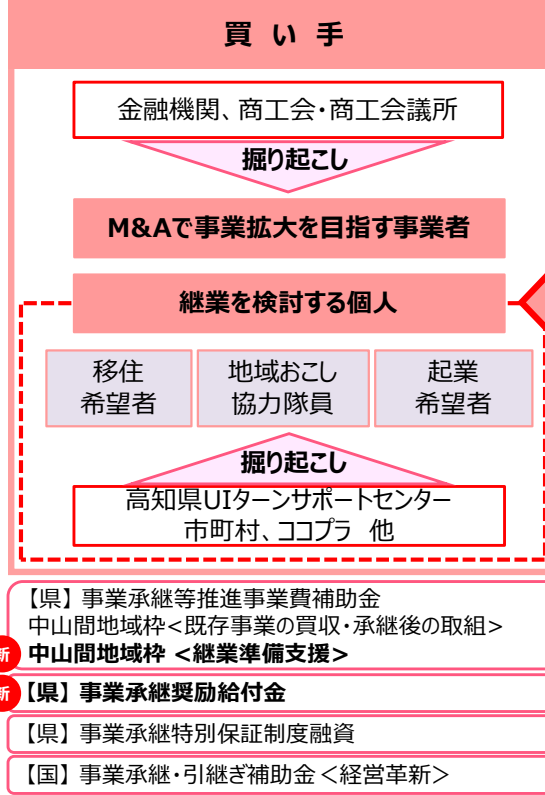 買い手
金融機関、商工会・商工会議所
掘り起こし
M&Aで事業拡大を目指す事業者
継業を検討する個人
移住
希望者
地域おこし
協力隊員
起業
希望者
掘り起こし
高知県UIターンサポートセンター
市町村、ココプラ 他
【県】事業承継等推進事業費補助金
中山間地域枠<既存事業の買収・承継後の取組>
新 中山間地域枠 <継業準備支援>
新 【県】事業承継奨励給付金
【県】事業承継特別保証制度融資
【国】事業承継・引継ぎ補助金<経営革新>